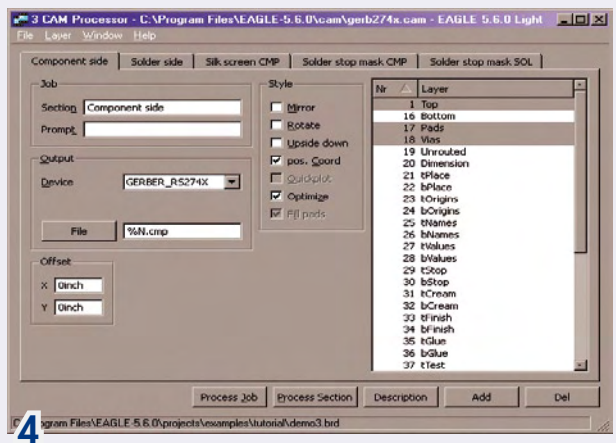 3 CAM Processor - C:\Program Files\EAGLE-5.6.0\cam\gerb274x.cam - EAGLE 5.6.0 Light
File Layer Window Help
Component side Solder side Silk screen CMP Solder stop mask CMP Solder stop mask SOL
Job
Section Component side
Prompt
Output
Device GERBER_RS274X
File %N.cmp
Offset
X 0inch
Y 0inch
Style
Mirror
Rotate
Upside down
pos. Coord
Quickplot
Optimize
Fill pads
Nr Layer
1 Top
16 Bottom
17 Pads
18 Vias
19 Unrouted
20 Dimension
21 tPlace
22 bPlace
23 tOrigins
24 bOrigins
25 tNames
26 bNames
27 tValues
28 bValues
29 tStop
30 bStop
31 tCream
32 bCream
33 tFinish
34 bFinish
35 tGlue
36 bGlue
37 tTest
Process Job Process Section Description Add Del
Program Files\EAGLE-5.6.0\projects\examples\tutorial\demo3.brd
4